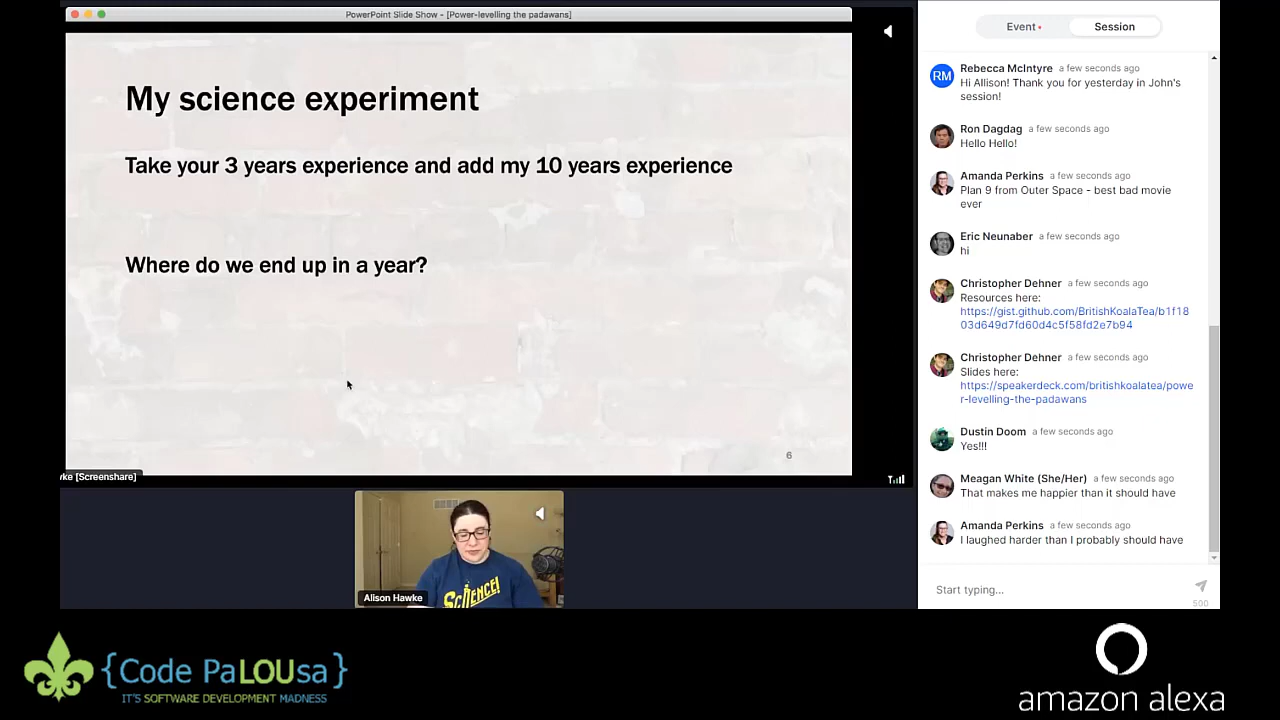 PowerPoint Slide Show - [Power-levelling the padawans]
My science experiment
Take your 3 years experience and add my 10 years experience
Where do we end up in a year?
6
wke [Screenshare]
SCIENCE!
Alison Hawke
Event
Session
RM
Rebecca McIntyre a few seconds ago
Hi Allison! Thank you for yesterday in John's
session!
Ron Dagdag a few seconds ago
Hello Hello!
Amanda Perkins a few seconds ago
Plan 9 from Outer Space - best bad movie
ever
Eric Neunaber a few seconds ago
hi
Christopher Dehner a few seconds ago
Resources here:
https://gist.github.com/BritishKoalaTea/b1f18
03d649d7fd60d4c5f58fd2e7b94
Christopher Dehner a few seconds ago
Slides here:
https://speakerdeck.com/britishkoalatea/powe
r-levelling-the-padawans
Dustin Doom a few seconds ago
Yes!!!
Meagan White (She/Her) a few seconds ago
That makes me happier than it should have
Amanda Perkins a few seconds ago
I laughed harder than I probably should have
Start typing...
500
{Code PaLOUsa}
IT'S SOFTWARE DEVELOPMENT MADNESS
amazon alexa